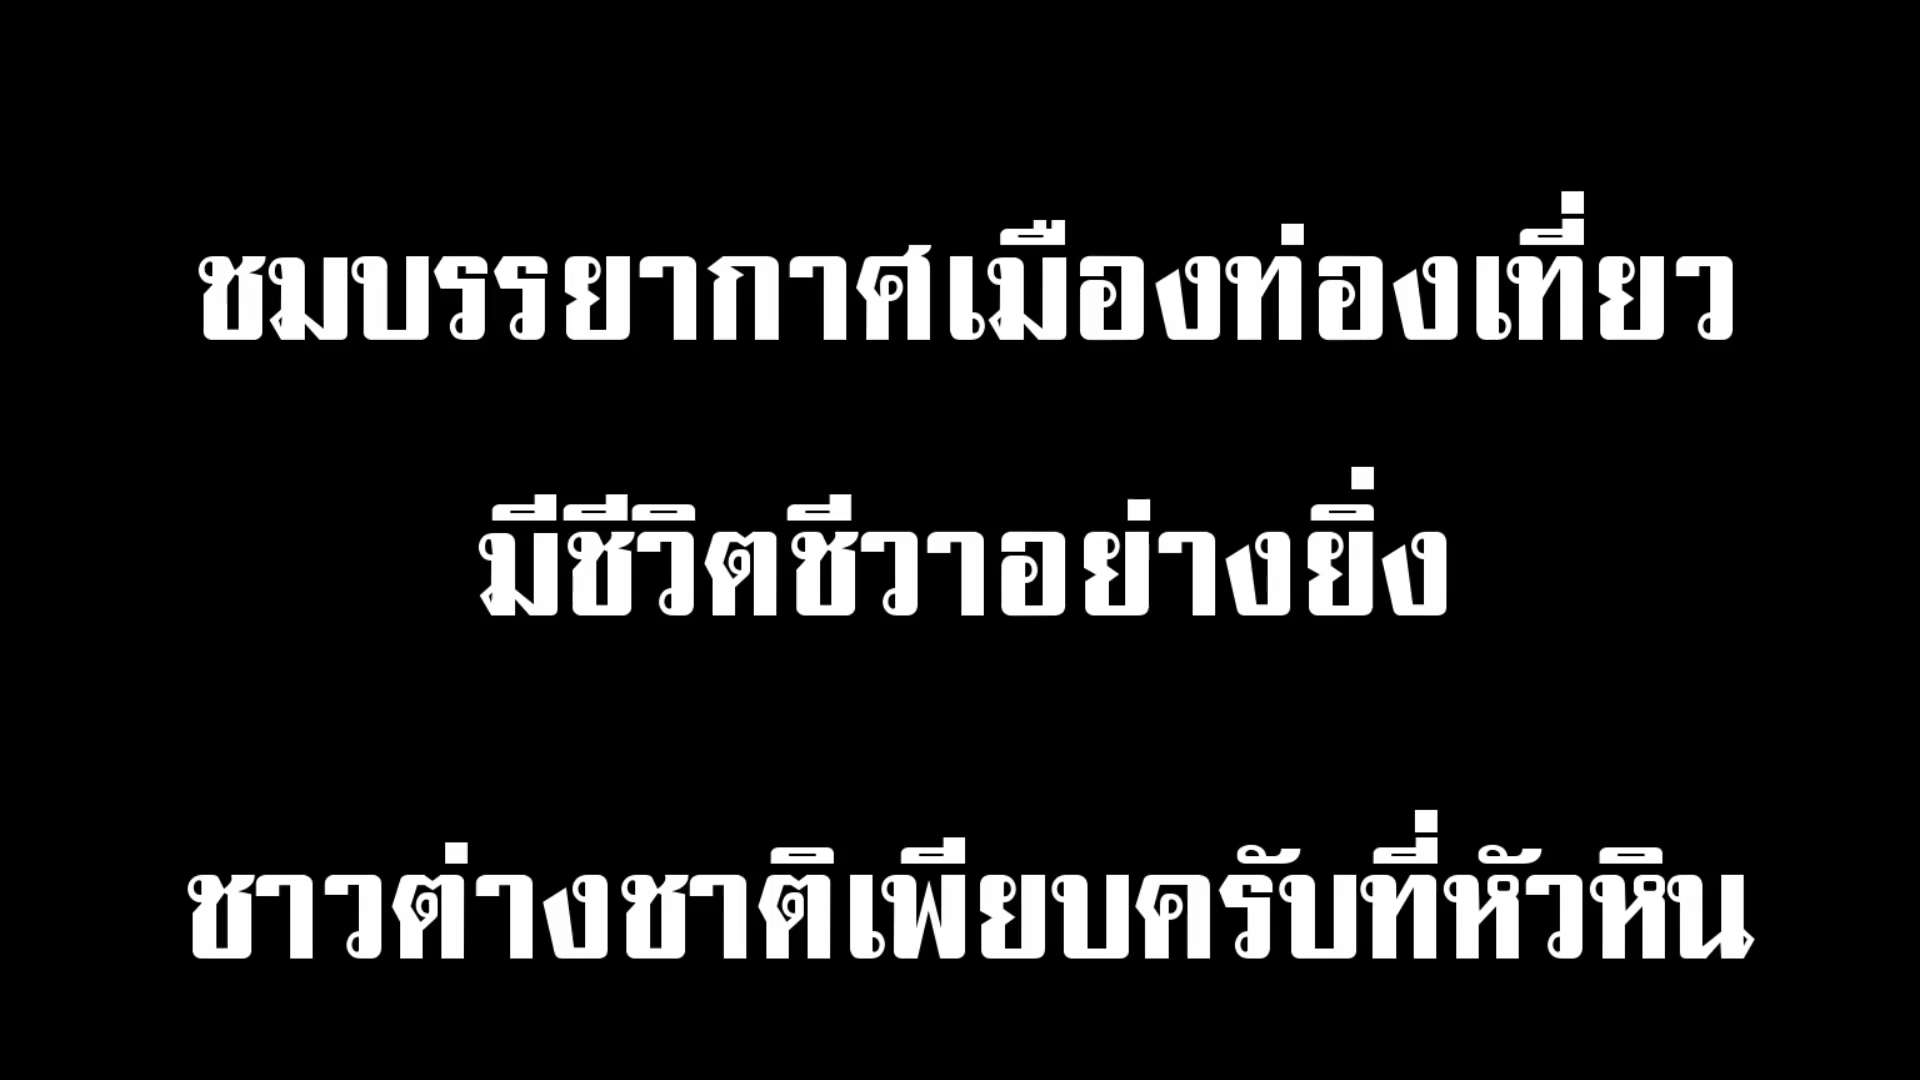 ชมบรรยากาศเมืองท่องเที่ยว
มีชีวิตชีวาอย่างยิ่ง
ชาวต่างชาติเพียบครับที่หัวหิน